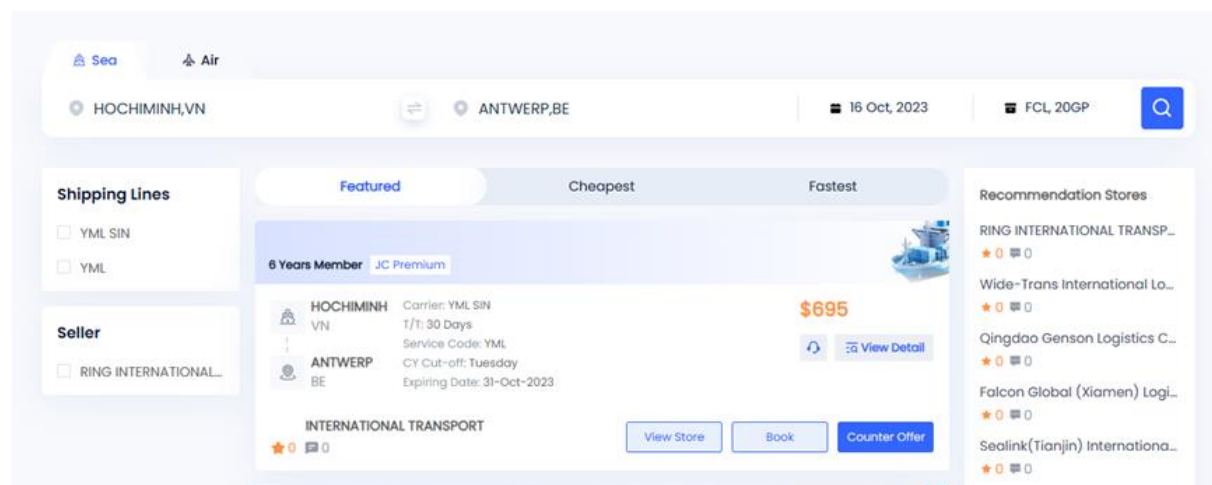 Sea
Air
HOCHIMINH,VN
ANTWERP,BE
16 Oct, 2023
FCL, 20GP
Shipping Lines
YML SIN
YML
Seller
RING INTERNATIONAL...
Featured
Cheapest
Fastest
6 Years Member
JC Premium
HOCHIMINH
VN
ANTWERP
BE
Carrier: YML SIN
T/T: 30 Days
Service Code: YML
CY Cut-off: Tuesday
Expiring Date: 31-Oct-2023
$695
View Detail
INTERNATIONAL TRANSPORT
0 0
View Store
Book
Counter Offer
Recommendation Stores
RING INTERNATIONAL TRANSP...
0 0
Wide-Trans International Lo...
0 0
Qingdao Genson Logistics C...
0 0
Falcon Global (Xiamen) Logi...
0 0
Sealink(Tianjin) Internationa...
0 0